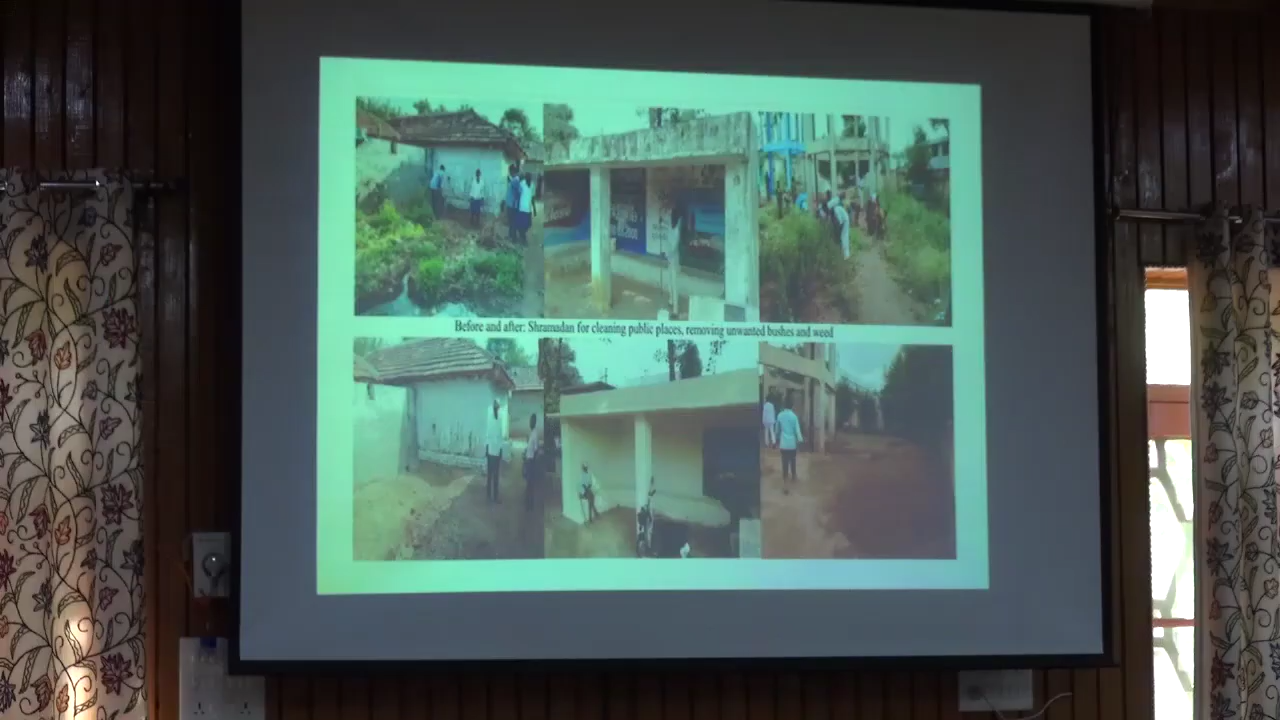 Before and after: Shramadan for cleaning public places, removing unwanted bushes and weed